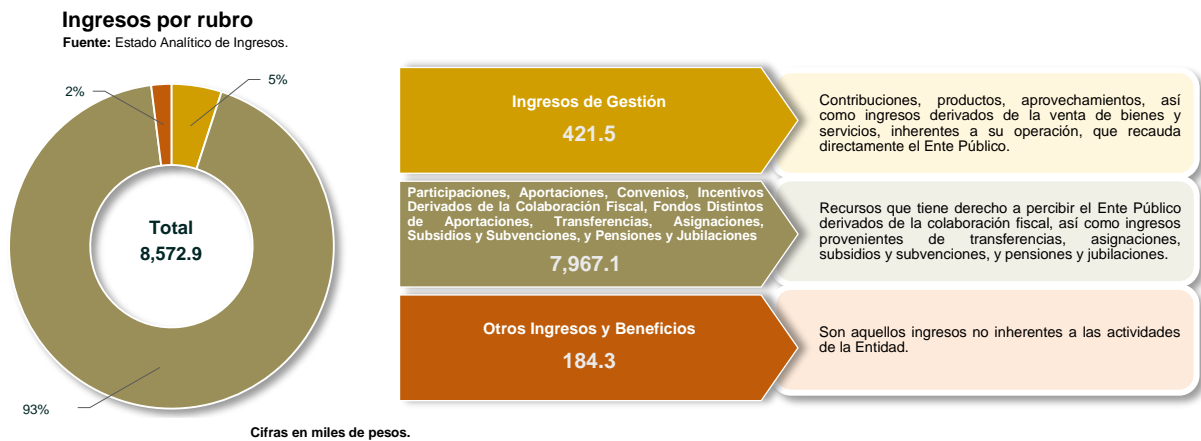 Ingresos por rubro
Fuente: Estado Analítico de Ingresos.
5%
2%
Total
8,572.9
93%
Ingresos de Gestión
421.5
Contribuciones, productos, aprovechamientos, así
como ingresos derivados de la venta de bienes y
servicios, inherentes a su operación, que recauda
directamente el Ente Público.
Participaciones, Aportaciones, Convenios, Incentivos
Derivados de la Colaboración Fiscal, Fondos Distintos
de Aportaciones, Transferencias, Asignaciones,
Subsidios y Subvenciones, y Pensiones y Jubilaciones
7,967.1
Recursos que tiene derecho a percibir el Ente Público
derivados de la colaboración fiscal, así como ingresos
provenientes de transferencias, asignaciones,
subsidios y subvenciones, y pensiones y jubilaciones.
Otros Ingresos y Beneficios
184.3
Son aquellos ingresos no inherentes a las actividades
de la Entidad.
Cifras en miles de pesos.